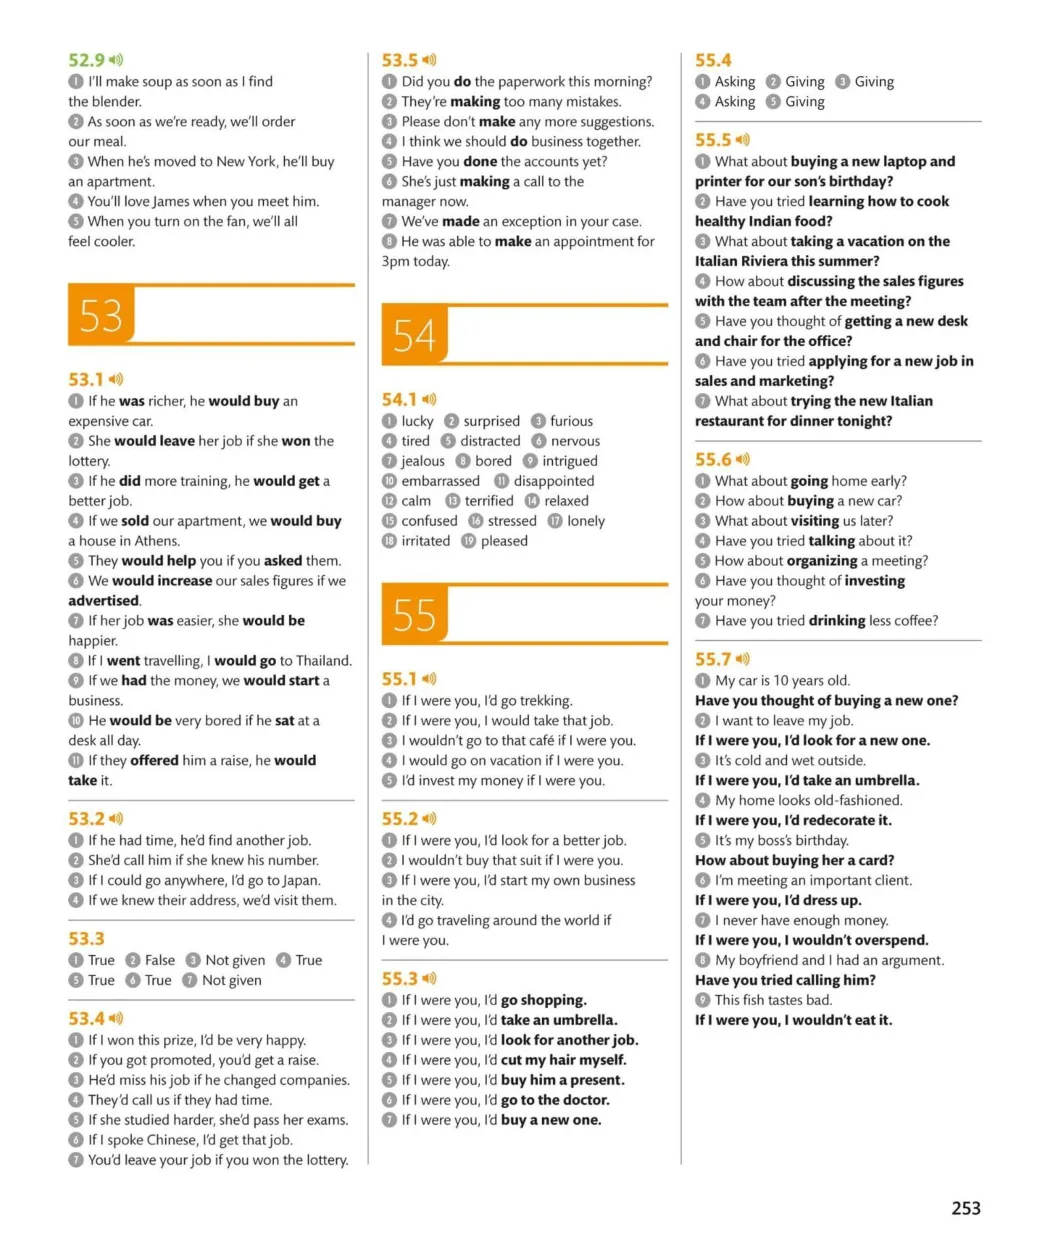 52.9
1 I'll make soup as soon as I find
the blender.
2 As soon as we're ready, we'll order
our meal.
3 When he's moved to New York, he'll buy
an apartment.
4 You'll love James when you meet him.
5 When you turn on the fan, we'll all
feel cooler.
53
53.1
1 If he was richer, he would buy an
expensive car.
2 She would leave her job if she won the
lottery.
3 If he did more training, he would get a
better job.
4 If we sold our apartment, we would buy
a house in Athens.
5 They would help you if you asked them.
6 We would increase our sales figures if we
advertised.
7 If her job was easier, she would be
happier.
8 If I went travelling, I would go to Thailand.
9 If we had the money, we would start a
business.
10 He would be very bored if he sat at a
desk all day.
11 If they offered him a raise, he would
take it.
53.2
1 If he had time, he'd find another job.
2 She'd call him if she knew his number.
3 If I could go anywhere, I'd go to Japan.
4 If we knew their address, we'd visit them.
53.3
1 True 2 False 3 Not given 4 True
5 True 6 True 7 Not given
53.4
1 If I won this prize, I'd be very happy.
2 If you got promoted, you'd get a raise.
3 He'd miss his job if he changed companies.
4 They'd call us if they had time.
5 If she studied harder, she'd pass her exams.
6 If I spoke Chinese, I'd get that job.
7 You'd leave your job if you won the lottery.
53.5
1 Did you do the paperwork this morning?
2 They're making too many mistakes.
3 Please don't make any more suggestions.
4 I think we should do business together.
5 Have you done the accounts yet?
6 She's just making a call to the
manager now.
7 We've made an exception in your case.
8 He was able to make an appointment for
3pm today.
54
54.1
1 lucky 2 surprised 3 furious
4 tired 5 distracted 6 nervous
7 jealous 8 bored 9 intrigued
10 embarrassed 11 disappointed
12 calm 13 terrified 14 relaxed
15 confused 16 stressed 17 lonely
18 irritated 19 pleased
55
55.1
1 If I were you, I'd go trekking.
2 If I were you, I would take that job.
3 I wouldn't go to that café if I were you.
4 I would go on vacation if I were you.
5 I'd invest my money if I were you.
55.2
1 If I were you, I'd look for a better job.
2 I wouldn't buy that suit if I were you.
3 If I were you, I'd start my own business
in the city.
4 I'd go traveling around the world if
I were you.
55.3
1 If I were you, I'd go shopping.
2 If I were you, I'd take an umbrella.
3 If I were you, I'd look for another job.
4 If I were you, I'd cut my hair myself.
5 If I were you, I'd buy him a present.
6 If I were you, I'd go to the doctor.
7 If I were you, I'd buy a new one.
55.4
1 Asking 2 Giving 3 Giving
4 Asking 5 Giving
55.5
1 What about buying a new laptop and
printer for our son's birthday?
2 Have you tried learning how to cook
healthy Indian food?
3 What about taking a vacation on the
Italian Riviera this summer?
4 How about discussing the sales figures
with the team after the meeting?
5 Have you thought of getting a new desk
and chair for the office?
6 Have you tried applying for a new job in
sales and marketing?
7 What about trying the new Italian
restaurant for dinner tonight?
55.6
1 What about going home early?
2 How about buying a new car?
3 What about visiting us later?
4 Have you tried talking about it?
5 How about organizing a meeting?
6 Have you thought of investing
your money?
7 Have you tried drinking less coffee?
55.7
1 My car is 10 years old.
Have you thought of buying a new one?
2 I want to leave my job.
If I were you, I'd look for a new one.
3 It's cold and wet outside.
If I were you, I'd take an umbrella.
4 My home looks old-fashioned.
If I were you, I'd redecorate it.
5 It's my boss's birthday.
How about buying her a card?
6 I'm meeting an important client.
If I were you, I'd dress up.
7 I never have enough money.
If I were you, I wouldn't overspend.
8 My boyfriend and I had an argument.
Have you tried calling him?
9 This fish tastes bad.
If I were you, I wouldn't eat it.
253